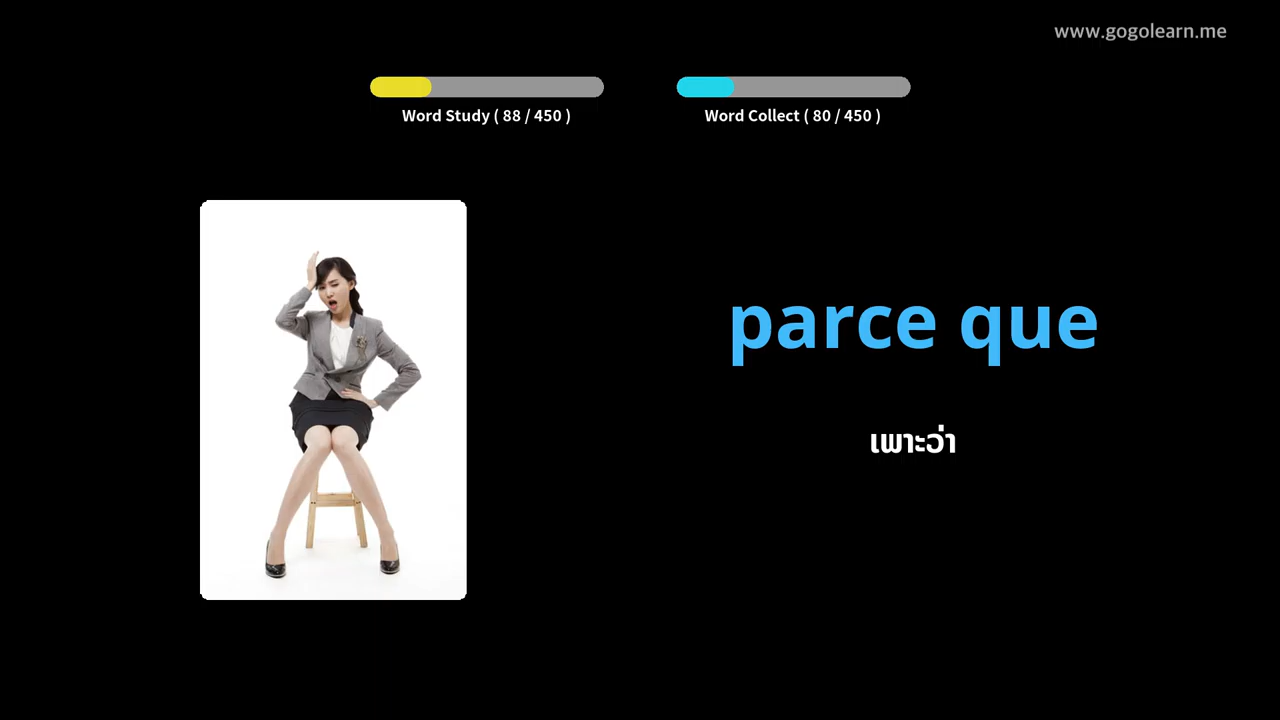 www.gogolearn.me
Word Study ( 88 / 450 )
Word Collect ( 80 / 450 )
parce que
เพาะว่า